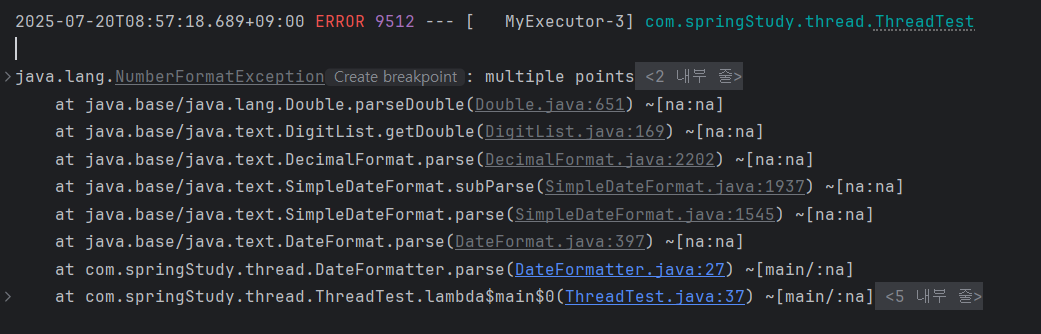 2025-07-20T08:57:18.689+09:00 ERROR 9512 --- [   MyExecutor-3] com.springStudy.thread.ThreadTest
java.lang.NumberFormatException Create breakpoint : multiple points <2 내부 줄>
at java.base/java.lang.Double.parseDouble(Double.java:651) ~[na:na]
at java.base/java.text.DigitList.getDouble(DigitList.java:169) ~[na:na]
at java.base/java.text.DecimalFormat.parse(DecimalFormat.java:2202) ~[na:na]
at java.base/java.text.SimpleDateFormat.subParse(SimpleDateFormat.java:1937) ~[na:na]
at java.base/java.text.SimpleDateFormat.parse(SimpleDateFormat.java:1545) ~[na:na]
at java.base/java.text.DateFormat.parse(DateFormat.java:397) ~[na:na]
at com.springStudy.thread.DateFormatter.parse(DateFormatter.java:27) ~[main/:na]
at com.springStudy.thread.ThreadTest.lambda$main$0(ThreadTest.java:37) ~[main/:na] <5 내부 줄>